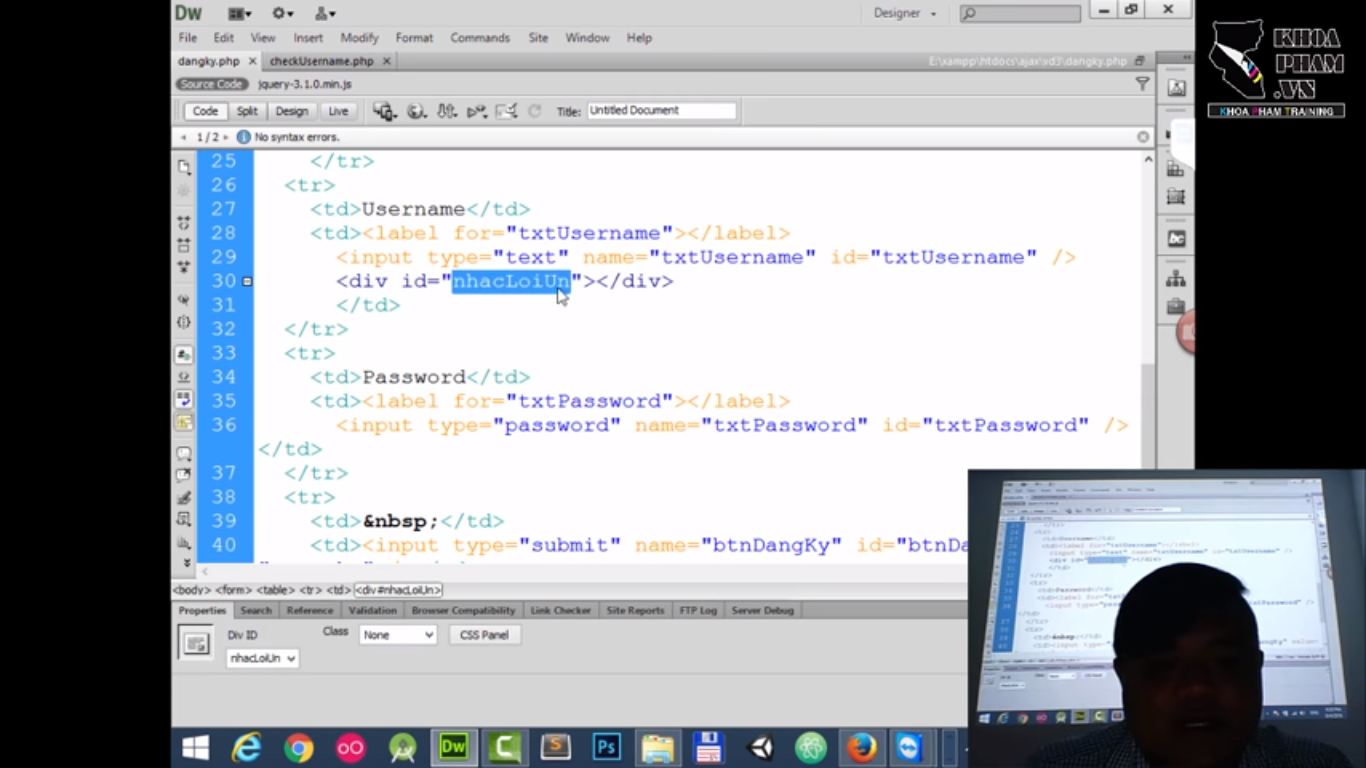 Dw
Designer
File Edit View Insert Modify Format Commands Site Window Help
dangky.php checkUsername.php
E:\xampp\htdocs\ajax\vd3\dangky.php
Source Code jquery-3.1.0.min.js
Code Split Design Live Title: Untitled Document
1 / 2 No syntax errors.
25 </tr>
26 <tr>
27 <td>Username</td>
28 <td><label for="txtUsername"></label>
29 <input type="text" name="txtUsername" id="txtUsername" />
30 <div id="nhacLoiUn"></div>
31 </td>
32 </tr>
33 <tr>
34 <td>Password</td>
35 <td><label for="txtPassword"></label>
36 <input type="password" name="txtPassword" id="txtPassword" />
</td>
37 </tr>
38 <tr>
39 <td>&nbsp;</td>
40 <td><input type="submit" name="btnDangKy" id="btnDa
<body> <form> <table> <tr> <td> <div#nhacLoiUn>
Properties Search Reference Validation Browser Compatibility Link Checker Site Reports FTP Log Server Debug
Div ID Class None CSS Panel
nhacLoiUn
Dw Ps
KHOA
PHAM
.VN
KHOA PHAM TRAINING